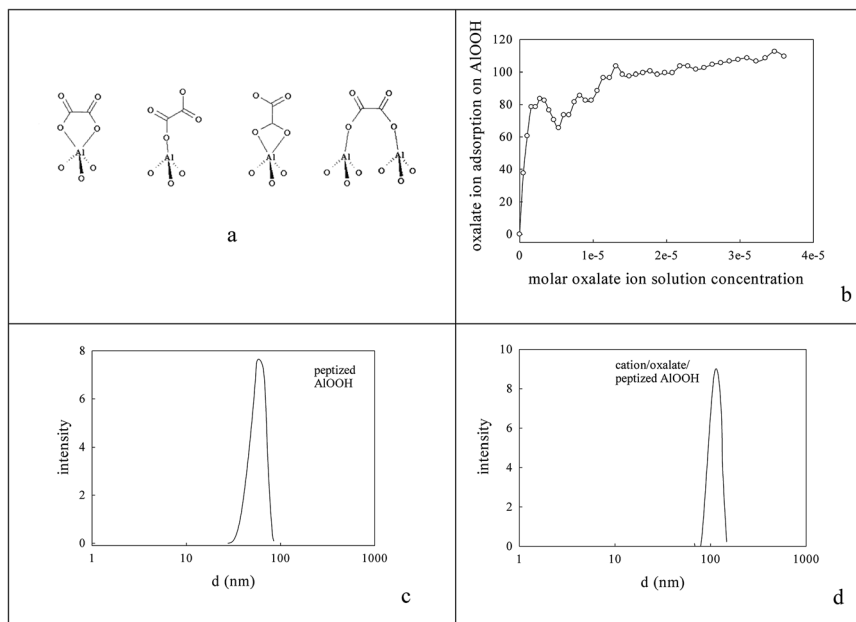 O O
O O
Al
O O
O
O
O
O
O
Al
O O
O
O O
O O
Al
O O
O
O O
O O
Al Al
O O O O
O O
a
oxalate ion adsorption on AlOOH
120
100
80
60
40
20
0
0 1e-5 2e-5 3e-5 4e-5
molar oxalate ion solution concentration
b
8
6
4
2
0
intensity
peptized
AlOOH
1 10 100 1000
d (nm)
c
10
8
6
4
2
0
intensity
cation/oxalate/
peptized AlOOH
1 10 100 1000
d (nm)
d